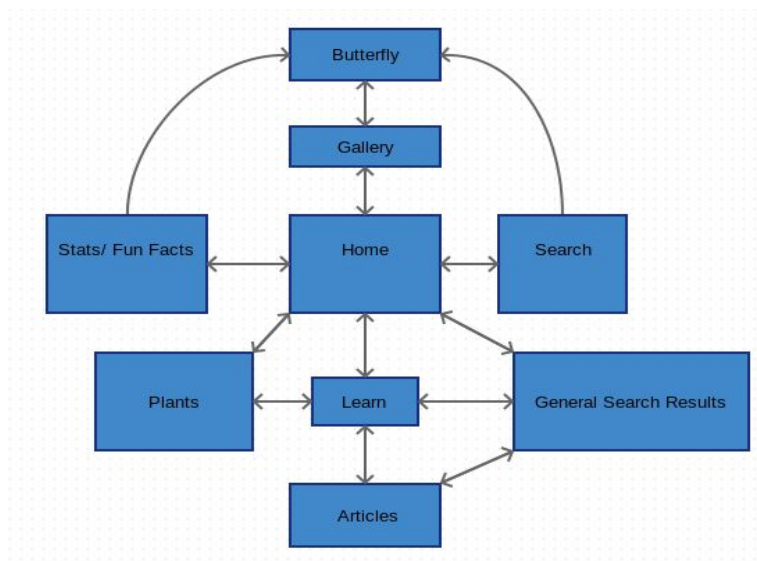 Butterfly
Gallery
Stats/ Fun Facts
Home
Search
Plants
Learn
General Search Results
Articles